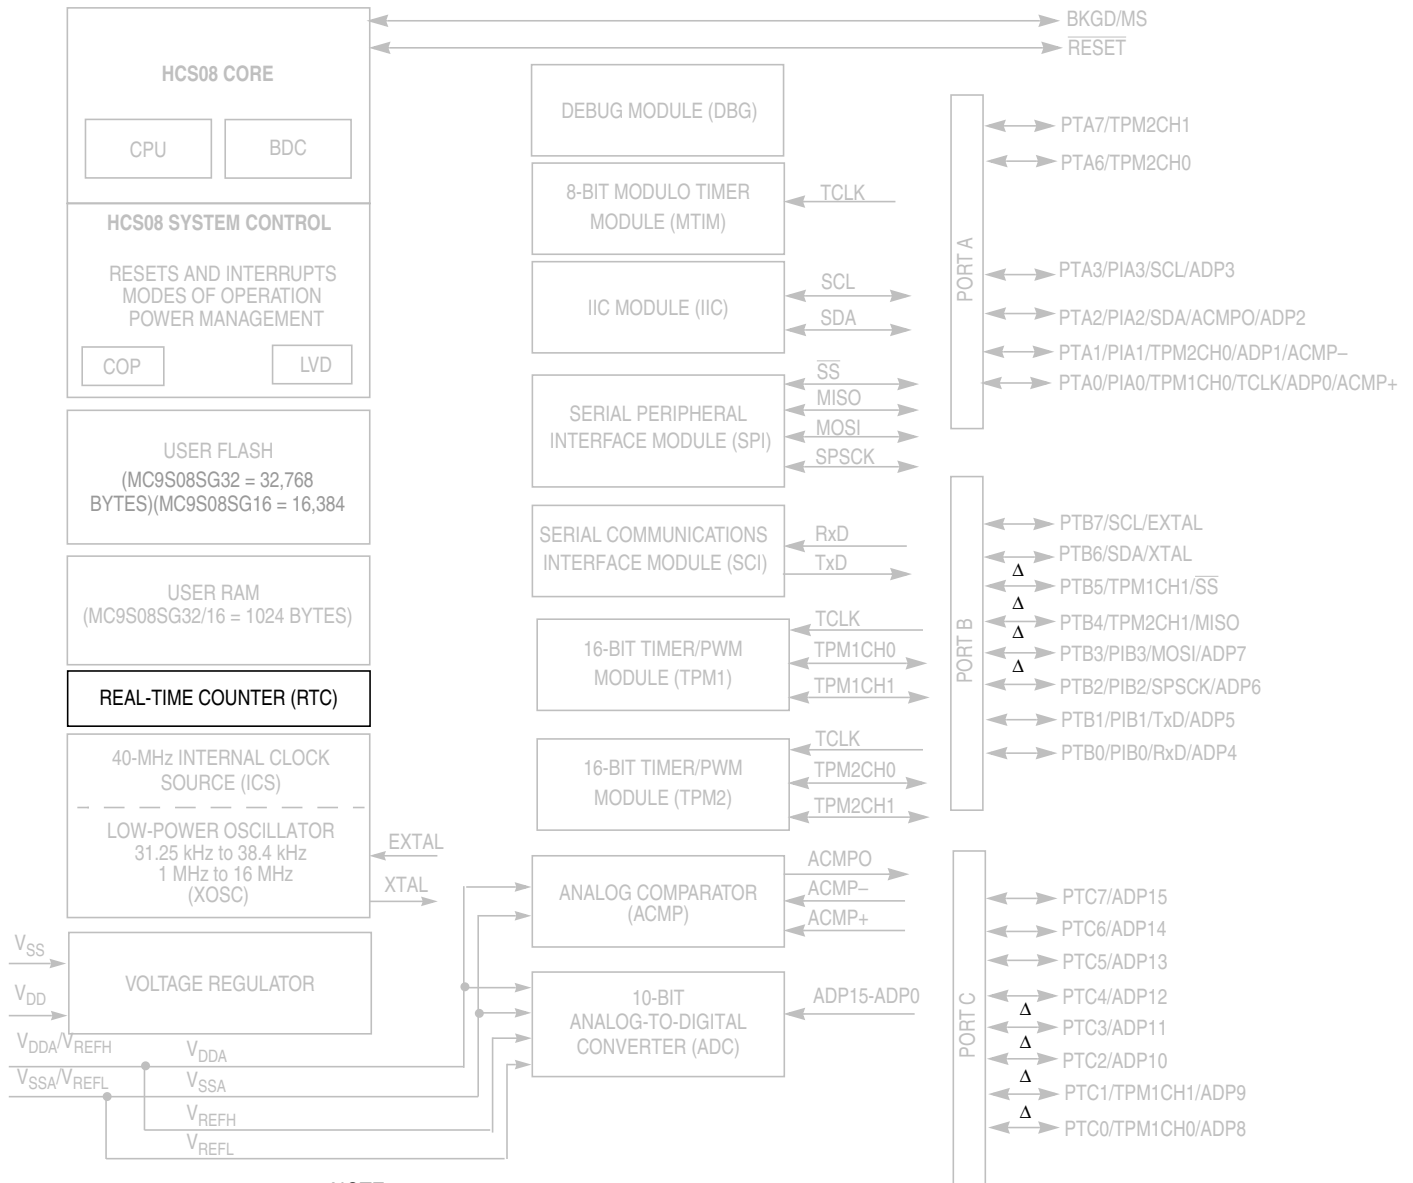 BKGD/MS
RESET
HCS08 CORE
CPU
BDC
HCS08 SYSTEM CONTROL
RESETS AND INTERRUPTS
MODES OF OPERATION
POWER MANAGEMENT
COP
LVD
USER FLASH
(MC9S08SG32 = 32,768
BYTES)(MC9S08SG16 = 16,384
USER RAM
(MC9S08SG32/16 = 1024 BYTES)
REAL-TIME COUNTER (RTC)
40-MHz INTERNAL CLOCK
SOURCE (ICS)
LOW-POWER OSCILLATOR
31.25 kHz to 38.4 kHz
1 MHz to 16 MHz
(XOSC)
EXTAL
XTAL
VOLTAGE REGULATOR
VSS
VDD
VDDA/VREFH
VSSA/VREFL
VDDA
VSSA
VREFH
VREFL
DEBUG MODULE (DBG)
8-BIT MODULO TIMER
MODULE (MTIM)
TCLK
IIC MODULE (IIC)
SCL
SDA
SERIAL PERIPHERAL
INTERFACE MODULE (SPI)
SS
MISO
MOSI
SPSCK
SERIAL COMMUNICATIONS
INTERFACE MODULE (SCI)
RxD
TxD
16-BIT TIMER/PWM
MODULE (TPM1)
TCLK
TPM1CH0
TPM1CH1
16-BIT TIMER/PWM
MODULE (TPM2)
TCLK
TPM2CH0
TPM2CH1
ANALOG COMPARATOR
(ACMP)
ACMPO
ACMP–
ACMP+
10-BIT
ANALOG-TO-DIGITAL
CONVERTER (ADC)
ADP15-ADP0
PORT A
PTA7/TPM2CH1
PTA6/TPM2CH0
PTA3/PIA3/SCL/ADP3
PTA2/PIA2/SDA/ACMPO/ADP2
PTA1/PIA1/TPM2CH0/ADP1/ACMP–
PTA0/PIA0/TPM1CH0/TCLK/ADP0/ACMP+
PORT B
PTB7/SCL/EXTAL
PTB6/SDA/XTAL
Δ
PTB5/TPM1CH1/SS
Δ
PTB4/TPM2CH1/MISO
Δ
PTB3/PIB3/MOSI/ADP7
Δ
PTB2/PIB2/SPSCK/ADP6
PTB1/PIB1/TxD/ADP5
PTB0/PIB0/RxD/ADP4
PORT C
PTC7/ADP15
PTC6/ADP14
PTC5/ADP13
PTC4/ADP12
Δ
PTC3/ADP11
Δ
PTC2/ADP10
Δ
PTC1/TPM1CH1/ADP9
Δ
PTC0/TPM1CH0/ADP8